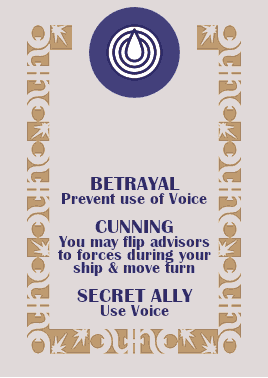 BETRAYAL
Prevent use of Voice
CUNNING
You may flip advisors
to forces during your
ship & move turn
SECRET ALLY
Use Voice